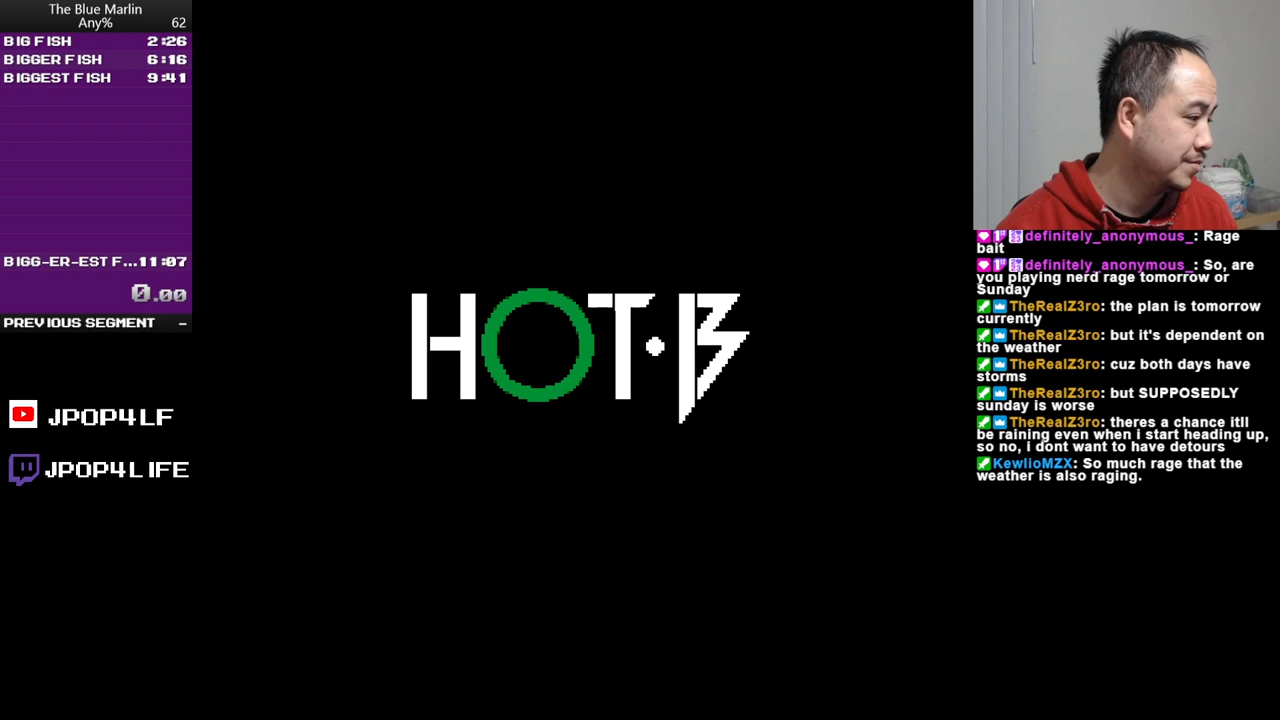 The Blue Marlin
Any% 62
BIG FISH 2:26
BIGGER FISH 6:16
BIGGEST FISH 9:41
BIGG-ER-EST F...11:07
0.00
PREVIOUS SEGMENT -
JPOP4LF
JPOP4LIFE
HOT·B
definitely_anonymous_: Rage
bait
definitely_anonymous_: So, are
you playing nerd rage tomorrow or
Sunday
TheRealZ3ro: the plan is tomorrow
currently
TheRealZ3ro: but it's dependent on
the weather
TheRealZ3ro: cuz both days have
storms
TheRealZ3ro: but SUPPOSEDLY
sunday is worse
TheRealZ3ro: theres a chance itll
be raining even when i start heading up,
so no, i dont want to have detours
KewlioMZX: So much rage that the
weather is also raging.